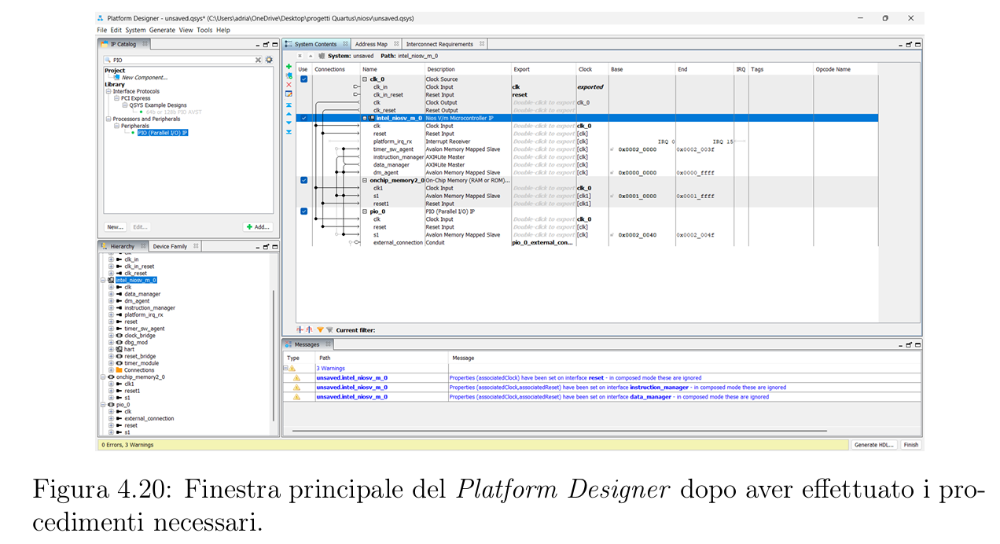 Platform Designer - unsaved.qsys* (C:\Users\adria\OneDrive\Desktop\progetti Quartus\niosv\unsaved.qsys)
File Edit System Generate View Tools Help
IP Catalog
PIO
Project
New Component...
Library
Interface Protocols
PCI Express
QSYS Example Designs
64b or 128b PIO AVST
Processors and Peripherals
Peripherals
PIO (Parallel I/O) IP
New... Edit... Add...
Hierarchy Device Family
clk_in
clk_in_reset
clk_reset
intel_niosv_m_0
clk
data_manager
dm_agent
instruction_manager
platform_irq_rx
reset
timer_sw_agent
clock_bridge
dbg_mod
hart
reset_bridge
timer_module
Connections
onchip_memory2_0
clk1
reset1
s1
pio_0
clk
external_connection
reset
s1
System Contents Address Map Interconnect Requirements
System: unsaved Path: intel_niosv_m_0
Use Connections Name Description Export Clock Base End IRQ Tags Opcode Name
clk_0 Clock Source
clk_in Clock Input clk exported
clk_in_reset Reset Input reset
clk Clock Output Double-click to export clk_0
clk_reset Reset Output Double-click to export
intel_niosv_m_0 Nios V/m Microcontroller IP
clk Clock Input Double-click to export clk_0
reset Reset Input Double-click to export [clk]
platform_irq_rx Interrupt Receiver Double-click to export [clk] IRQ 0 IRQ 15
timer_sw_agent Avalon Memory Mapped Slave Double-click to export [clk] 0x0002_0000 0x0002_003f
instruction_manager AXI4Lite Master Double-click to export [clk]
data_manager AXI4Lite Master Double-click to export [clk]
dm_agent Avalon Memory Mapped Slave Double-click to export [clk] 0x0000_0000 0x0000_ffff
onchip_memory2_0 On-Chip Memory (RAM or ROM)...
clk1 Clock Input Double-click to export clk_0
s1 Avalon Memory Mapped Slave Double-click to export [clk1] 0x0001_0000 0x0001_ffff
reset1 Reset Input Double-click to export [clk1]
pio_0 PIO (Parallel I/O) IP
clk Clock Input Double-click to export clk_0
reset Reset Input Double-click to export [clk]
s1 Avalon Memory Mapped Slave Double-click to export [clk] 0x0002_0040 0x0002_004f
external_connection Conduit pio_0_external_con...
Current filter:
Messages
Type Path Message
3 Warnings
unsaved.intel_niosv_m_0 Properties (associatedClock) have been set on interface reset - in composed mode these are ignored
unsaved.intel_niosv_m_0 Properties (associatedClock,associatedReset) have been set on interface instruction_manager - in composed mode these are ignored
unsaved.intel_niosv_m_0 Properties (associatedClock,associatedReset) have been set on interface data_manager - in composed mode these are ignored
0 Errors, 3 Warnings Generate HDL... Finish
Figura 4.20: Finestra principale del Platform Designer dopo aver effettuato i pro-
cedimenti necessari.